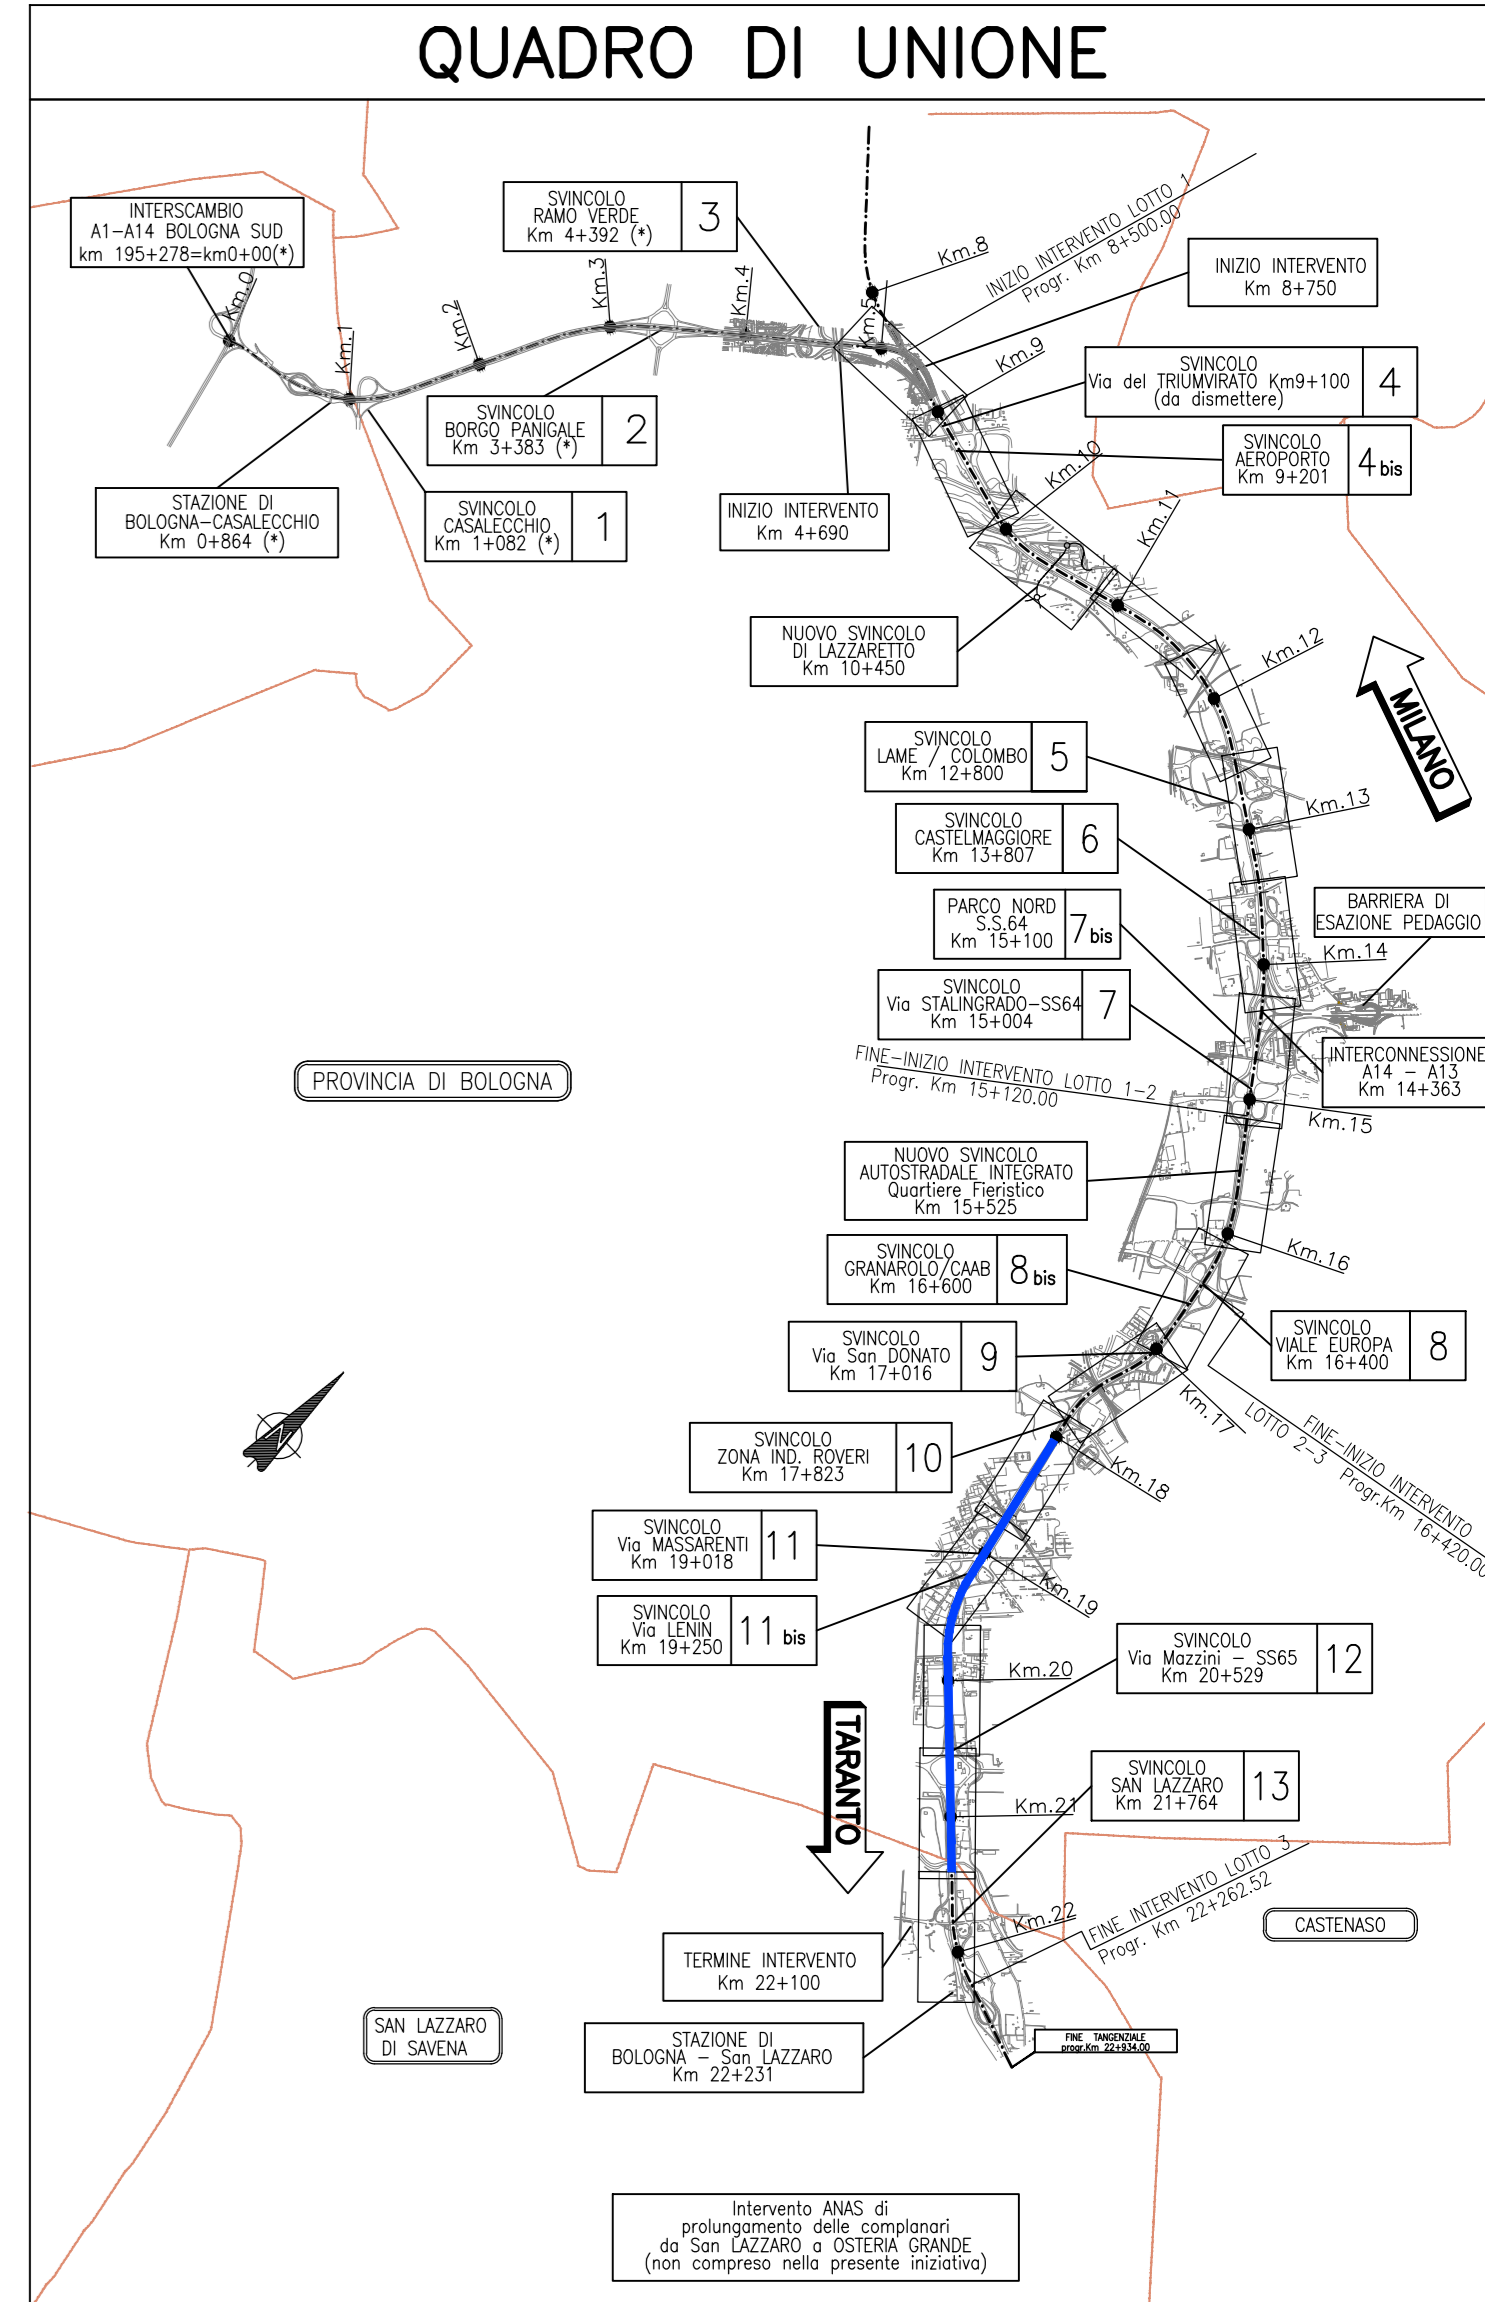 QUADRO DI UNIONE
INTERSCAMBIO
A1-A14 BOLOGNA SUD
km 195+278=km0+00(*)
SVINCOLO
RAMO VERDE
Km 4+392 (*)
3
INIZIO INTERVENTO LOTTO 1
Progr. Km 8+500.00
INIZIO INTERVENTO
Km 8+750
Km.0
Km.1
Km.2
Km.3
Km.4
Km.5
Km.8
Km.9
SVINCOLO
Via del TRIUMVIRATO Km9+100
(da dismettere)
4
SVINCOLO
BORGO PANIGALE
Km 3+383 (*)
2
SVINCOLO
AEROPORTO
Km 9+201
4 bis
STAZIONE DI
BOLOGNA-CASALECCHIO
Km 0+864 (*)
SVINCOLO
CASALECCHIO
Km 1+082 (*)
1
INIZIO INTERVENTO
Km 4+690
Km.10
Km.11
NUOVO SVINCOLO
DI LAZZARETTO
Km 10+450
Km.12
MILANO
SVINCOLO
LAME / COLOMBO
Km 12+800
5
Km.13
SVINCOLO
CASTELMAGGIORE
Km 13+807
6
PARCO NORD
S.S.64
Km 15+100
7 bis
BARRIERA DI
ESAZIONE PEDAGGIO
Km.14
SVINCOLO
Via STALINGRADO-SS64
Km 15+004
7
FINE-INIZIO INTERVENTO LOTTO 1-2
Progr. Km 15+120.00
INTERCONNESSIONE
A14 - A13
Km 14+363
PROVINCIA DI BOLOGNA
Km.15
NUOVO SVINCOLO
AUTOSTRADALE INTEGRATO
Quartiere Fieristico
Km 15+525
Km.16
SVINCOLO
GRANAROLO/CAAB
Km 16+600
8 bis
SVINCOLO
VIALE EUROPA
Km 16+400
8
SVINCOLO
Via San DONATO
Km 17+016
9
Km.17
FINE-INIZIO INTERVENTO
LOTTO 2-3 Progr.Km 16+420.00
N
SVINCOLO
ZONA IND. ROVERI
Km 17+823
10
Km.18
SVINCOLO
Via MASSARENTI
Km 19+018
11
Km.19
SVINCOLO
Via LENIN
Km 19+250
11 bis
SVINCOLO
Via Mazzini - SS65
Km 20+529
12
Km.20
TARANTO
SVINCOLO
SAN LAZZARO
Km 21+764
13
Km.21
FINE INTERVENTO LOTTO 3
Progr. Km 22+262.52
Km.22
CASTENASO
TERMINE INTERVENTO
Km 22+100
SAN LAZZARO
DI SAVENA
STAZIONE DI
BOLOGNA - San LAZZARO
Km 22+231
FINE TANGENZIALE
progr.Km 22+934.00
Intervento ANAS di
prolungamento delle complanari
da San LAZZARO a OSTERIA GRANDE
(non compreso nella presente iniziativa)